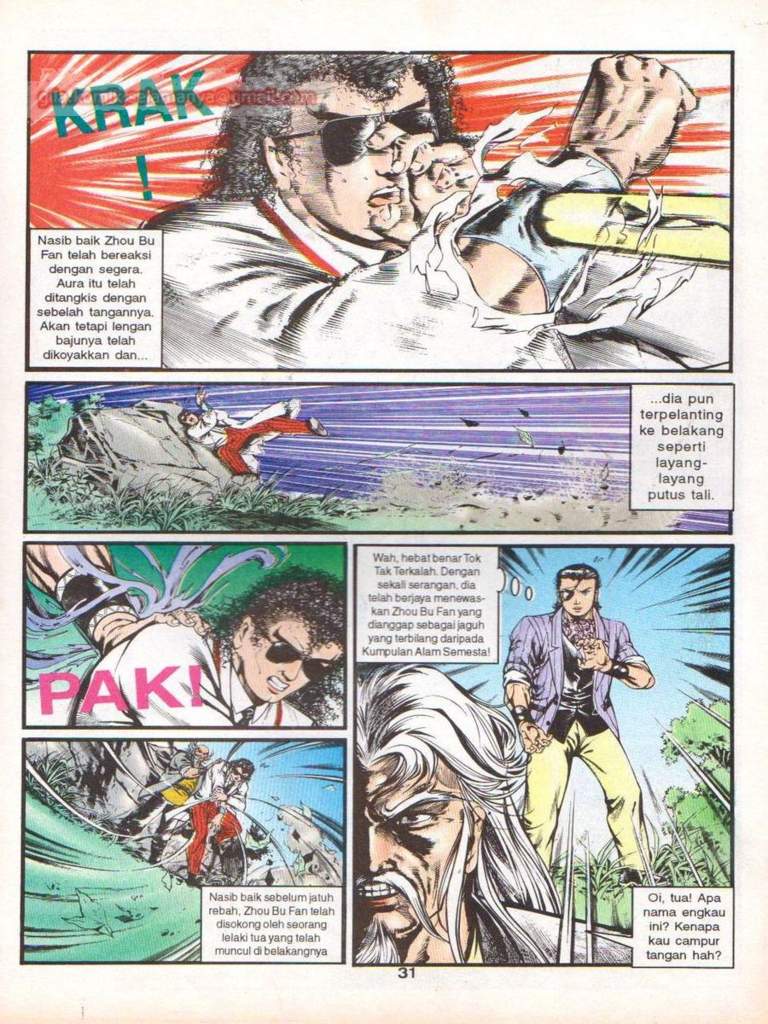 KRAK
!
Nasib baik Zhou Bu
Fan telah bereaksi
dengan segera.
Aura itu telah
ditangkis dengan
sebelah tangannya.
Akan tetapi lengan
bajunya telah
dikoyakkan dan...
...dia pun
terpelanting
ke belakang
seperti
layang-
layang
putus tali.
PAK!
Wah, hebat benar Tok
Tak Terkalah. Dengan
sekali serangan, dia
telah berjaya menewas-
kan Zhou Bu Fan yang
dianggap sebagai jaguh
yang terbilang daripada
Kumpulan Alam Semesta!
Nasib baik sebelum jatuh
rebah, Zhou Bu Fan telah
disokong oleh seorang
lelaki tua yang telah
muncul di belakangnya
Oi, tua! Apa
nama engkau
ini? Kenapa
kau campur
tangan hah?
31